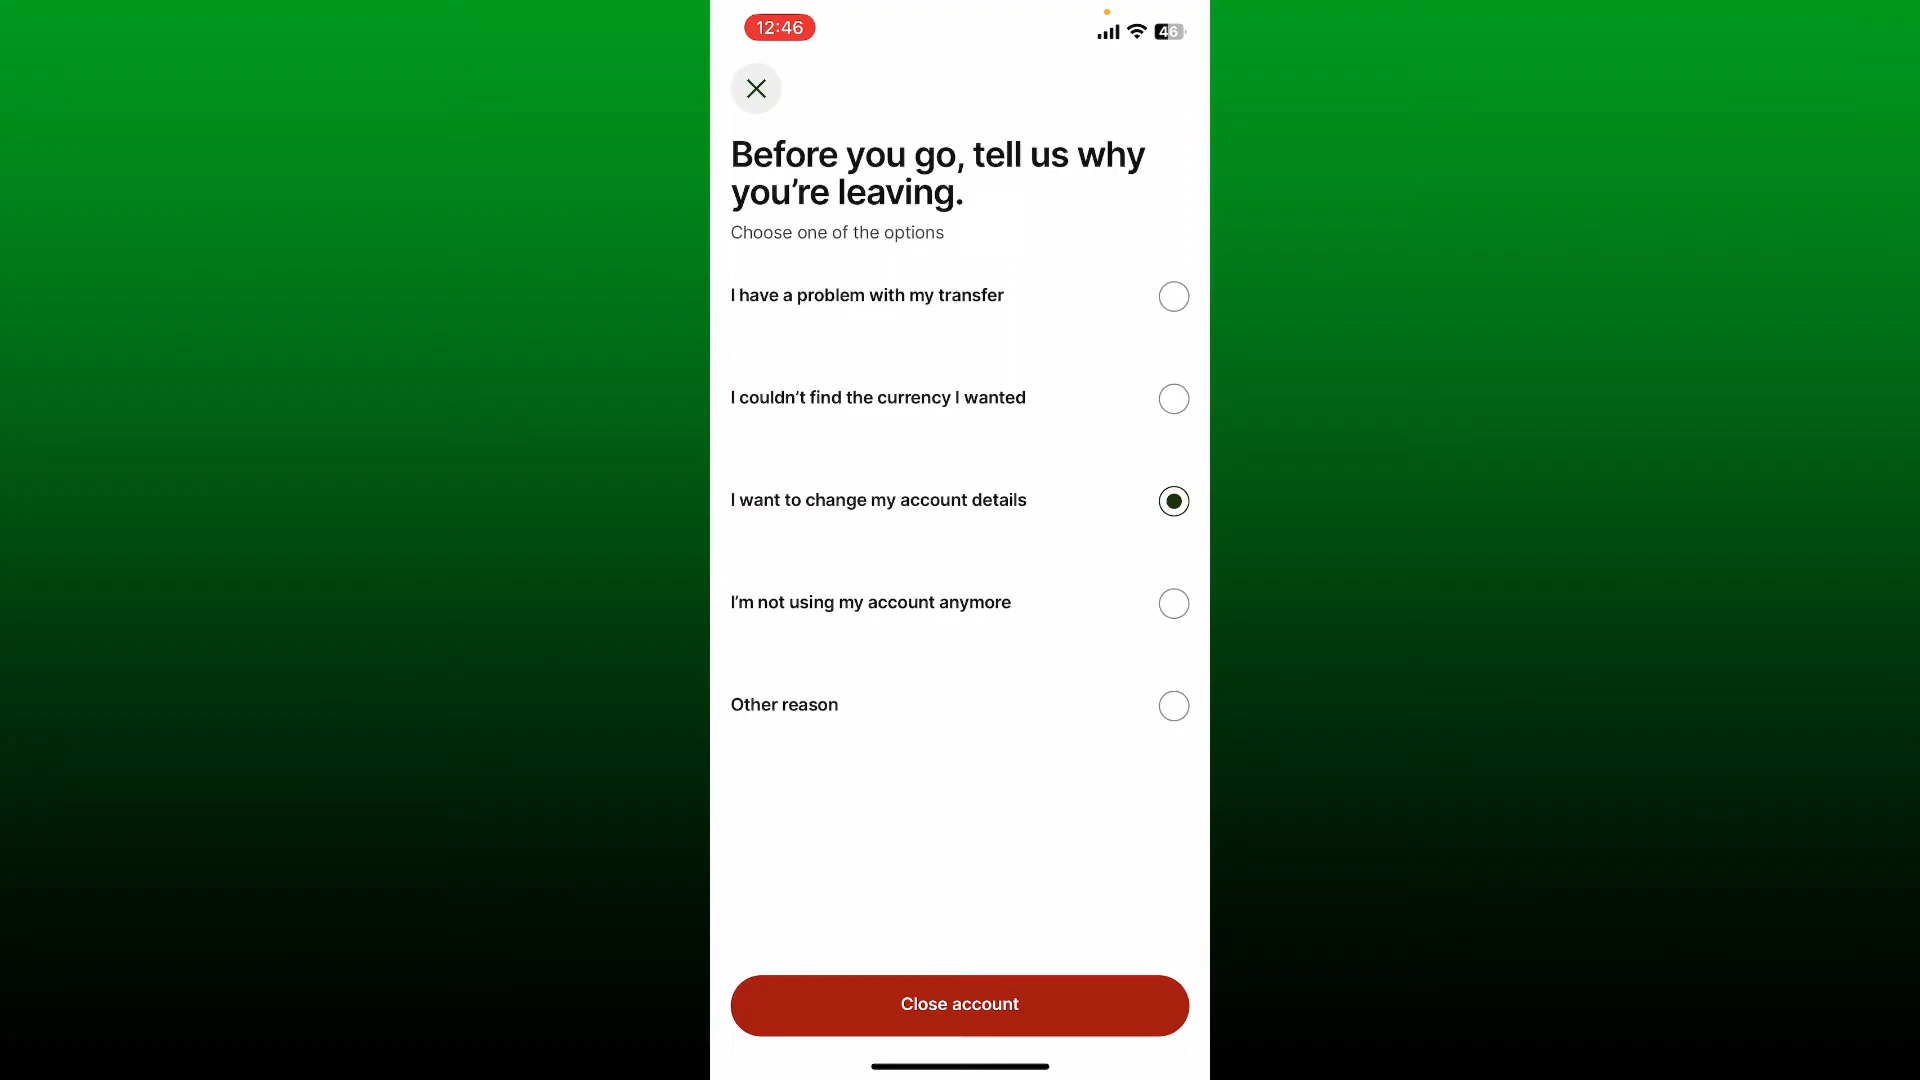 12:46
46
Before you go, tell us why
you’re leaving.
Choose one of the options
I have a problem with my transfer
I couldn’t find the currency I wanted
I want to change my account details
I’m not using my account anymore
Other reason
Close account